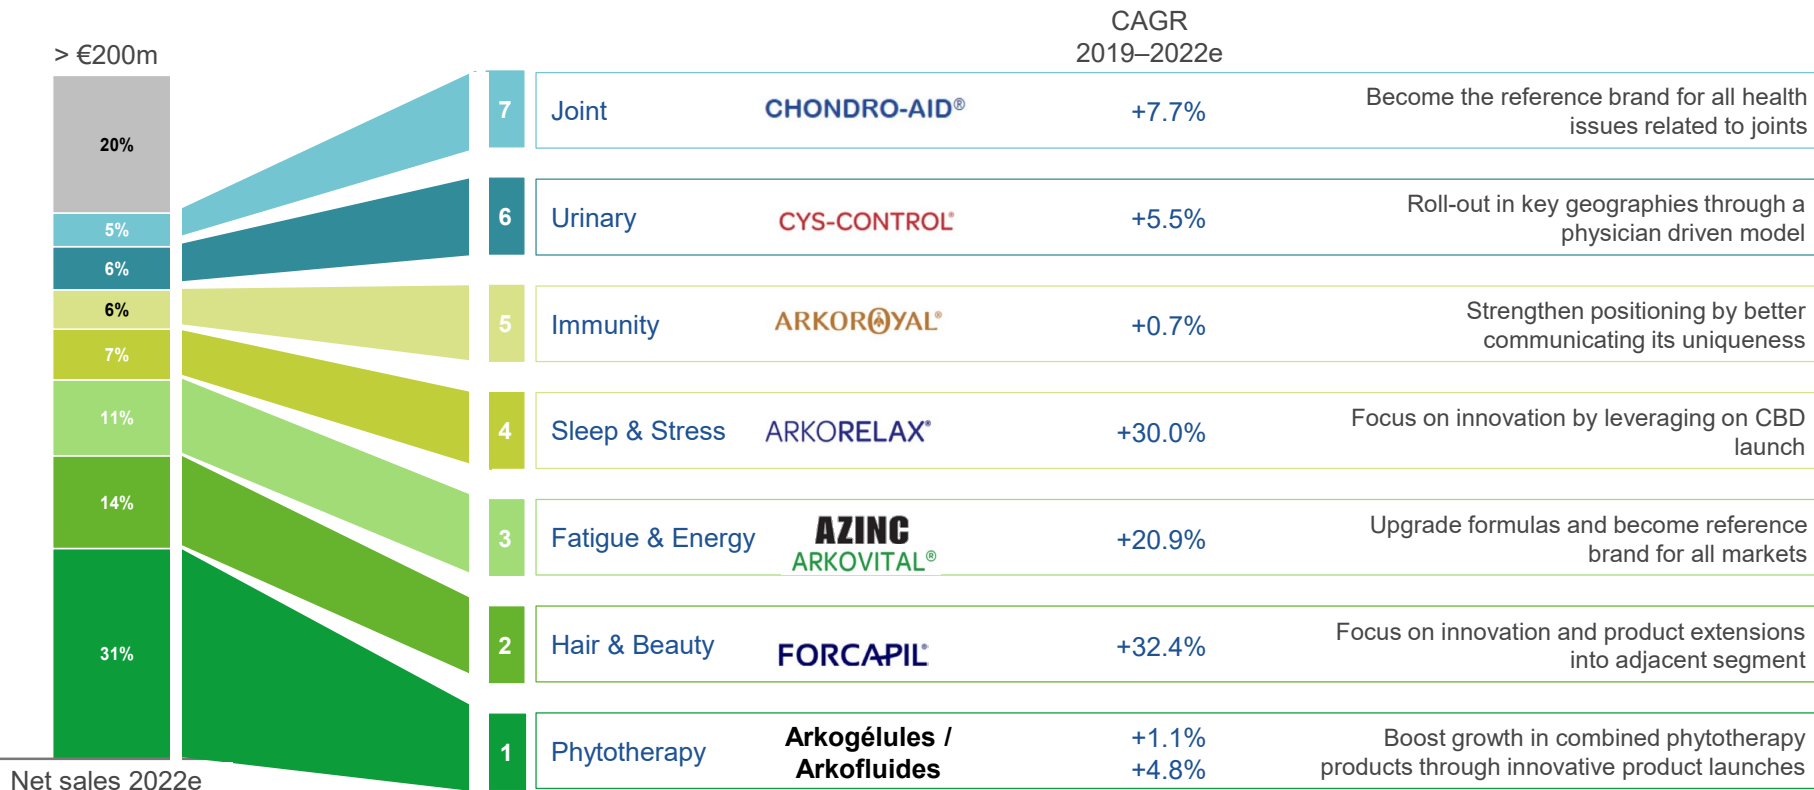 CAGR
2019–2022e
> €200m
20%
5%
6%
6%
7%
11%
14%
31%
Net sales 2022e
7
Joint
CHONDRO-AID®
+7.7%
Become the reference brand for all health
issues related to joints
6
Urinary
CYS-CONTROL®
+5.5%
Roll-out in key geographies through a
physician driven model
5
Immunity
ARKOROYAL®
+0.7%
Strengthen positioning by better
communicating its uniqueness
4
Sleep & Stress
ARKORELAX®
+30.0%
Focus on innovation by leveraging on CBD
launch
3
Fatigue & Energy
AZINC
ARKOVITAL®
+20.9%
Upgrade formulas and become reference
brand for all markets
2
Hair & Beauty
FORCAPIL®
+32.4%
Focus on innovation and product extensions
into adjacent segment
1
Phytotherapy
Arkogélules /
Arkofluides
+1.1%
+4.8%
Boost growth in combined phytotherapy
products through innovative product launches